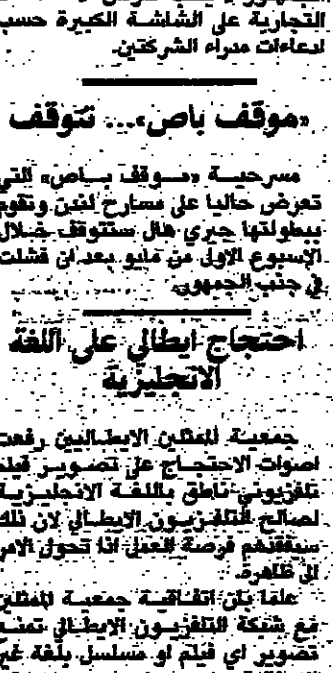 التجارية على الشاشة الكبيرة حسب
ادعاءات مدراء الشركتين.
«موقف باص»... تتوقف
مسرحية «موقف باص» التي
تعرض حاليا على مسارح لندن وتقوم
ببطولتها جيري هال ستتوقف خلال
الاسبوع الاول من مايو بعد ان فشلت
في جذب الجمهور.
احتجاج ايطالي على اللغة
الانجليزية
جمعية الممثلين الايطاليين رفعت
اصوات الاحتجاج على تصوير فيلم
تلفزيوني ناطق باللغة الانجليزية
لصالح التلفزيون الايطالي لان ذلك
سيفقدهم فرصة العمل اذا تحول الامر
الى ظاهرة.
علما بان اتفاقية جمعية الممثلين
مع شبكة التلفزيون الايطالي تمنع
تصوير اي فيلم او مسلسل بلغة غير